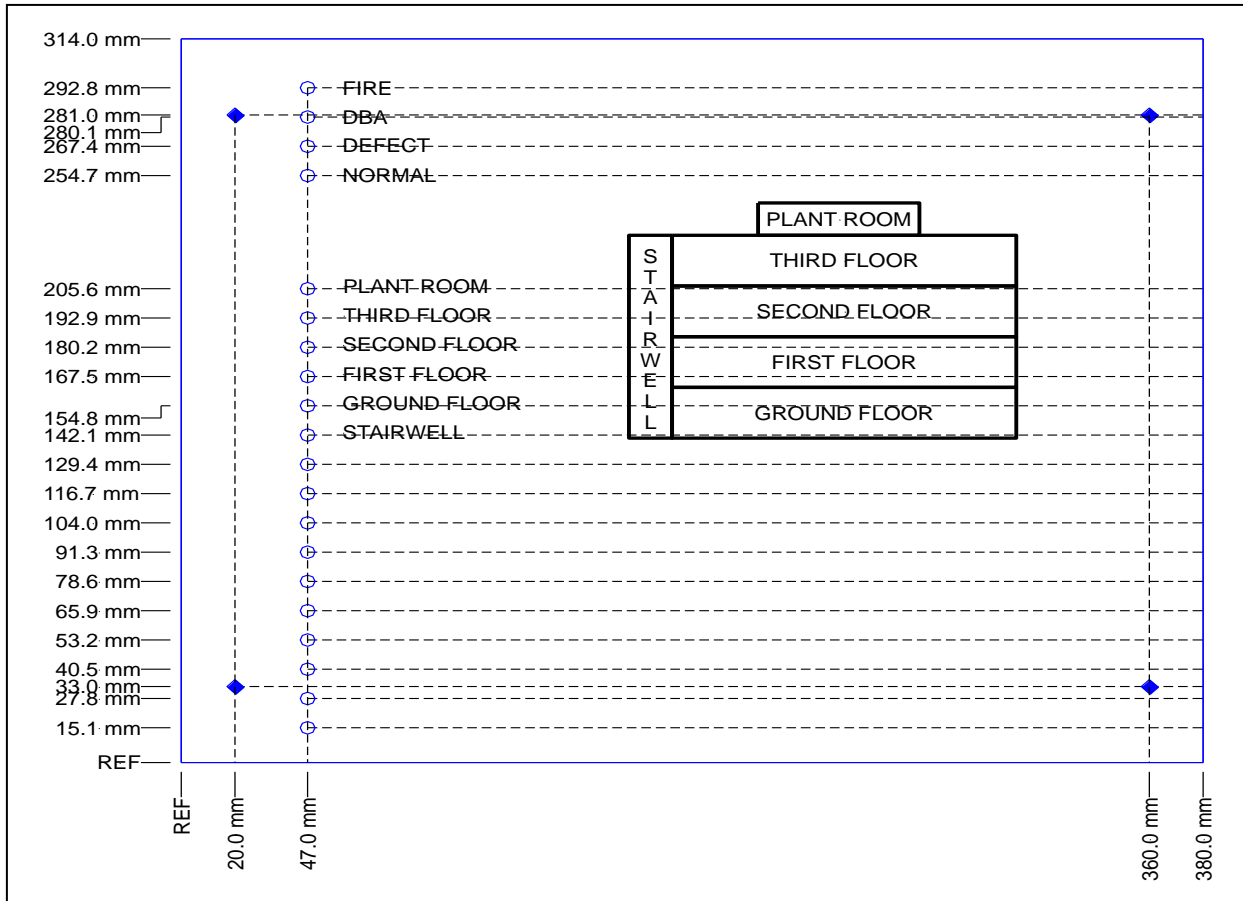 314.0 mm
292.8 mm
FIRE
281.0 mm
280.1 mm
DBA
267.4 mm
DEFECT
254.7 mm
NORMAL
205.6 mm
PLANT ROOM
192.9 mm
THIRD FLOOR
180.2 mm
SECOND FLOOR
167.5 mm
FIRST FLOOR
154.8 mm
GROUND FLOOR
142.1 mm
STAIRWELL
129.4 mm
116.7 mm
104.0 mm
91.3 mm
78.6 mm
65.9 mm
53.2 mm
40.5 mm
33.0 mm
27.8 mm
15.1 mm
REF
PLANT ROOM
STAIRWELL
THIRD FLOOR
SECOND FLOOR
FIRST FLOOR
GROUND FLOOR
REF
20.0 mm
47.0 mm
360.0 mm
380.0 mm